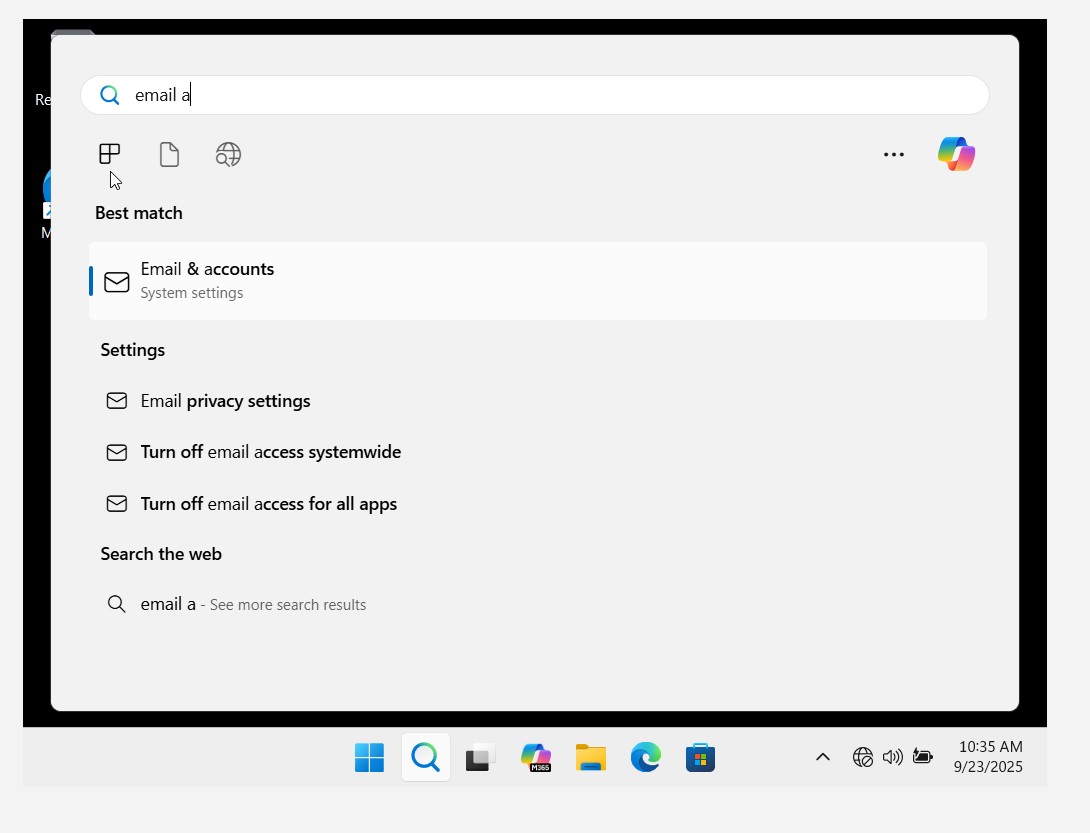 email a
Re
M
Best match
Email & accounts
System settings
Settings
Email privacy settings
Turn off email access systemwide
Turn off email access for all apps
Search the web
email a - See more search results
M365
10:35 AM
9/23/2025